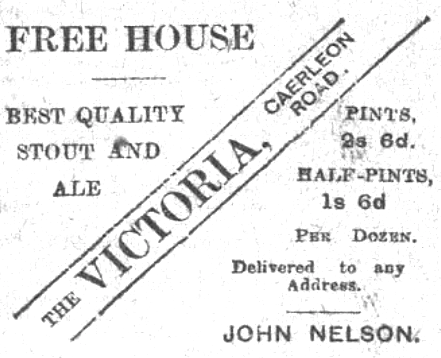 FREE HOUSE
BEST QUALITY
STOUT AND
ALE
THE VICTORIA,
CAERLEON
ROAD.
PINTS,
2s 6d.
HALF-PINTS,
1s 6d
PER DOZEN.
Delivered to any
Address.
JOHN NELSON.